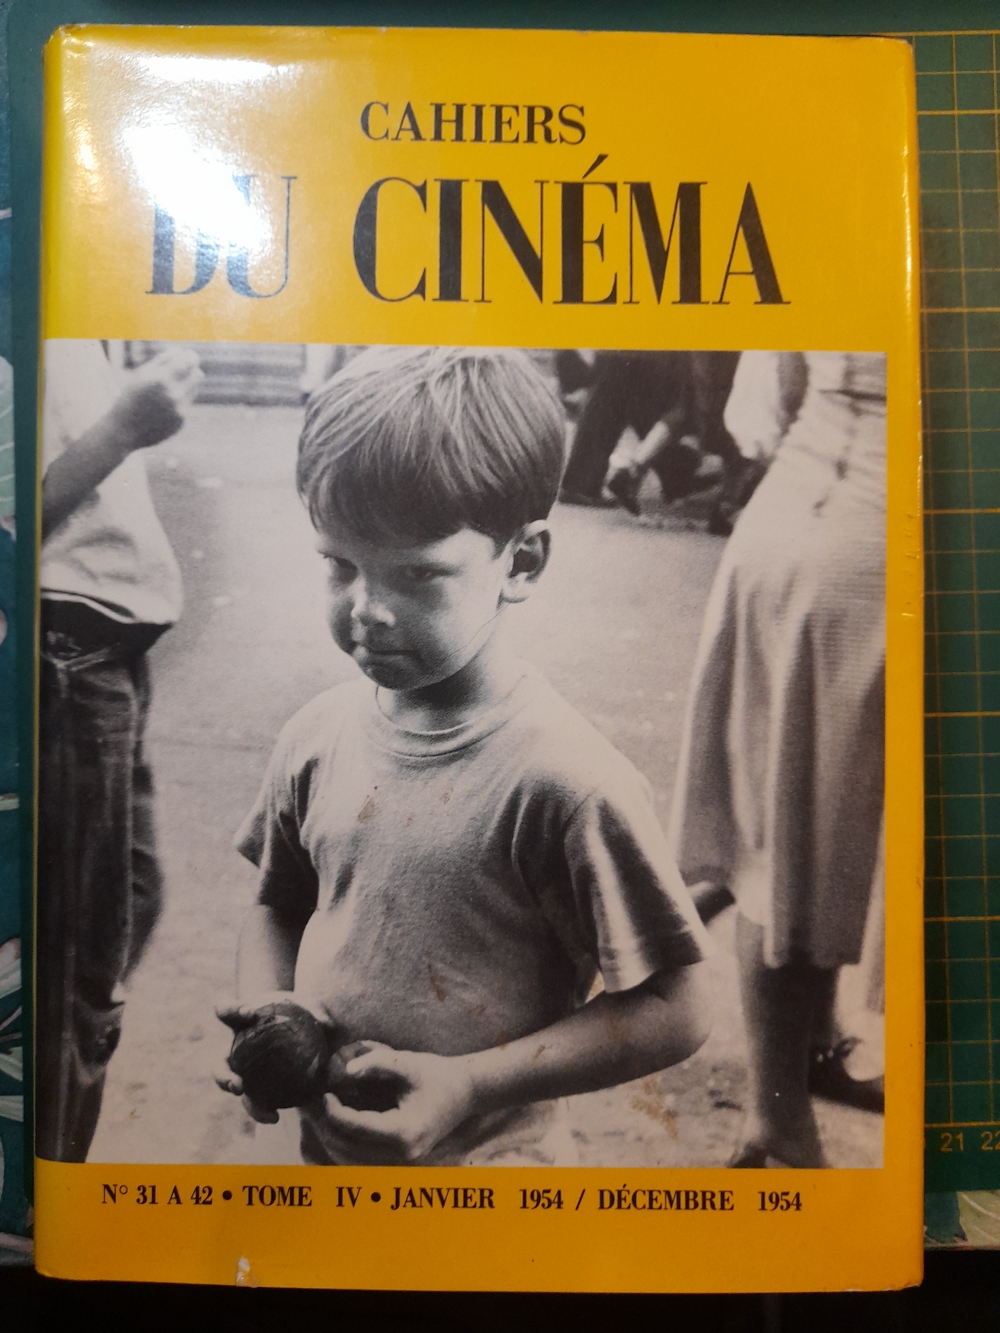 CAHIERS
DU CINÉMA
N° 31 A 42 • TOME IV • JANVIER 1954 / DÉCEMBRE 1954
21 22